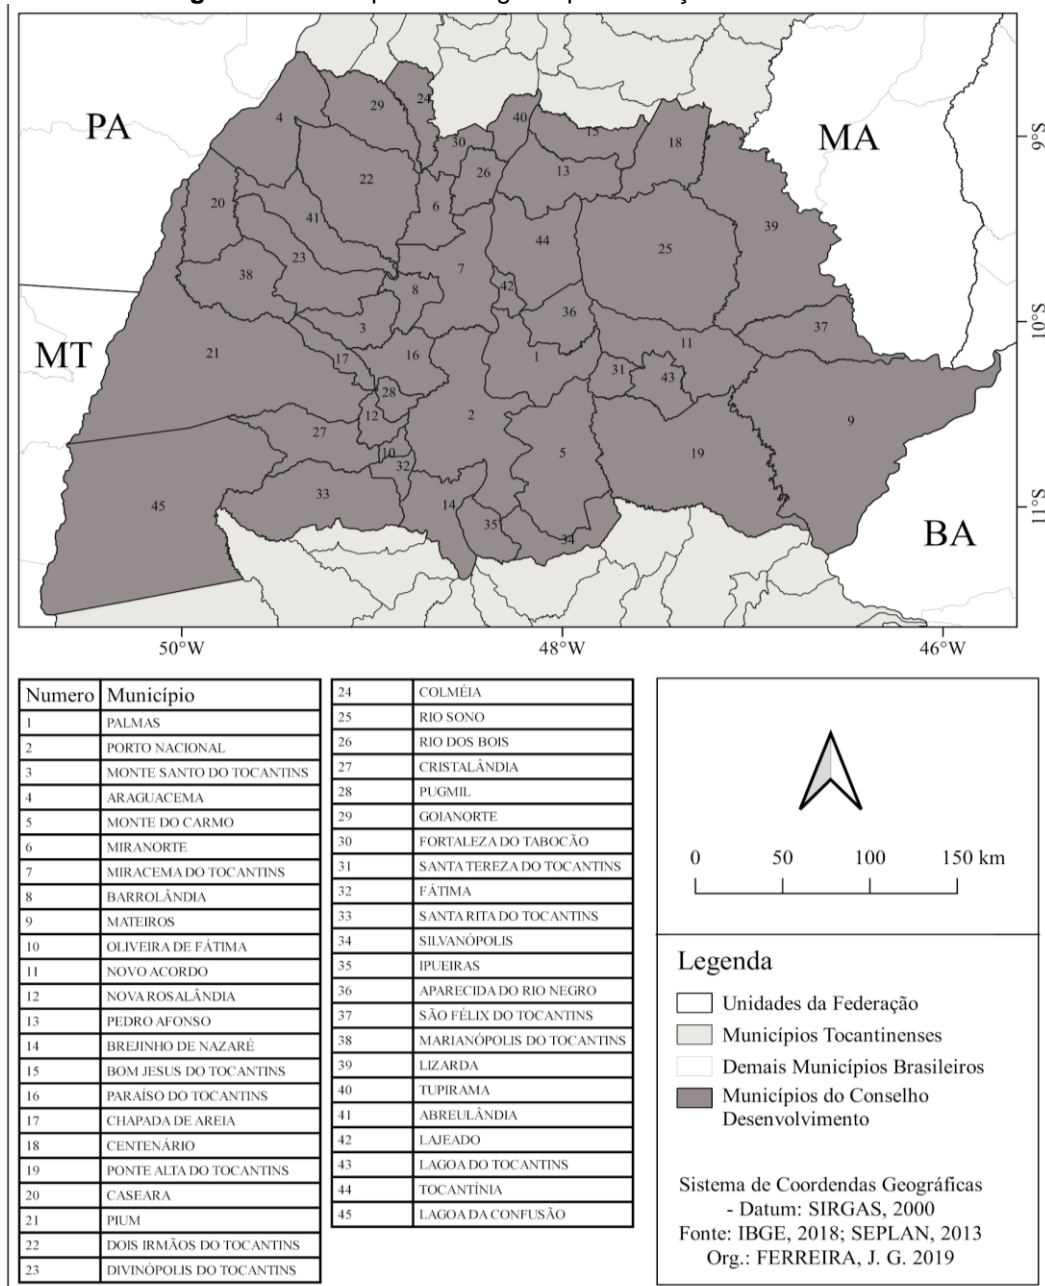 PA
MA
MT
BA
4
29
24
40
15
18
30
26
13
22
20
6
41
39
44
25
23
38
7
8
42
36
3
37
11
21
17
16
1
31
43
28
12
2
9
27
10
32
5
19
33
45
14
35
34
9°S
10°S
11°S
50°W
48°W
46°W
Numero Município
1 PALMAS
2 PORTO NACIONAL
3 MONTE SANTO DO TOCANTINS
4 ARAGUACEMA
5 MONTE DO CARMO
6 MIRANORTE
7 MIRACEMA DO TOCANTINS
8 BARROLÂNDIA
9 MATEIROS
10 OLIVEIRA DE FÁTIMA
11 NOVO ACORDO
12 NOVA ROSALÂNDIA
13 PEDRO AFONSO
14 BREJINHO DE NAZARÉ
15 BOM JESUS DO TOCANTINS
16 PARAÍSO DO TOCANTINS
17 CHAPADA DE AREIA
18 CENTENÁRIO
19 PONTE ALTA DO TOCANTINS
20 CASEARA
21 PIUM
22 DOIS IRMÃOS DO TOCANTINS
23 DIVINÓPOLIS DO TOCANTINS
24 COLMÉIA
25 RIO SONO
26 RIO DOS BOIS
27 CRISTALÂNDIA
28 PUGMIL
29 GOIANORTE
30 FORTALEZA DO TABOCÃO
31 SANTA TEREZA DO TOCANTINS
32 FÁTIMA
33 SANTA RITA DO TOCANTINS
34 SILVANÓPOLIS
35 IPUEIRAS
36 APARECIDA DO RIO NEGRO
37 SÃO FÉLIX DO TOCANTINS
38 MARIANÓPOLIS DO TOCANTINS
39 LIZARDA
40 TUPIRAMA
41 ABREULÂNDIA
42 LAJEADO
43 LAGOA DO TOCANTINS
44 TOCANTÍNIA
45 LAGOA DA CONFUSÃO
0 50 100 150 km
Legenda
Unidades da Federação
Municípios Tocantinenses
Demais Municípios Brasileiros
Municípios do Conselho
Desenvolvimento
Sistema de Coordendas Geográficas
- Datum: SIRGAS, 2000
Fonte: IBGE, 2018; SEPLAN, 2013
Org.: FERREIRA, J. G. 2019